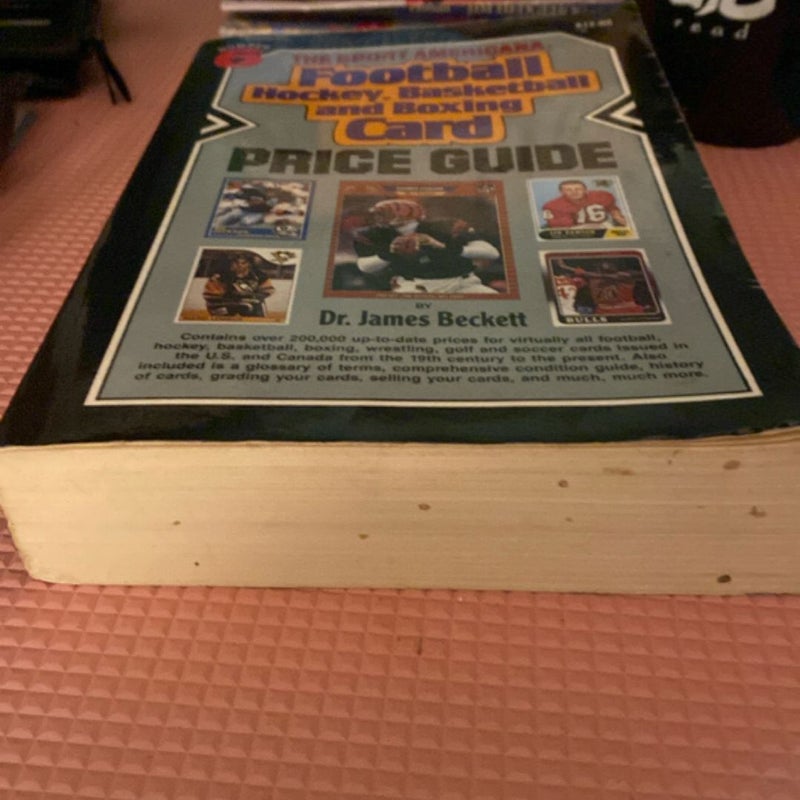 THE SPORT AMERICANA
Football
Hockey, Basketball
and Boxing
Card
PRICE GUIDE
16
BULLS
BY
Dr. James Beckett
Contains over 200,000 up-to-date prices for virtually all football,
hockey, basketball, boxing, wrestling, golf and soccer cards issued in
the U.S. and Canada from the 19th century to the present. Also
included is a glossary of terms, comprehensive condition guide, history
of cards, grading your cards, selling your cards, and much, much more.
read